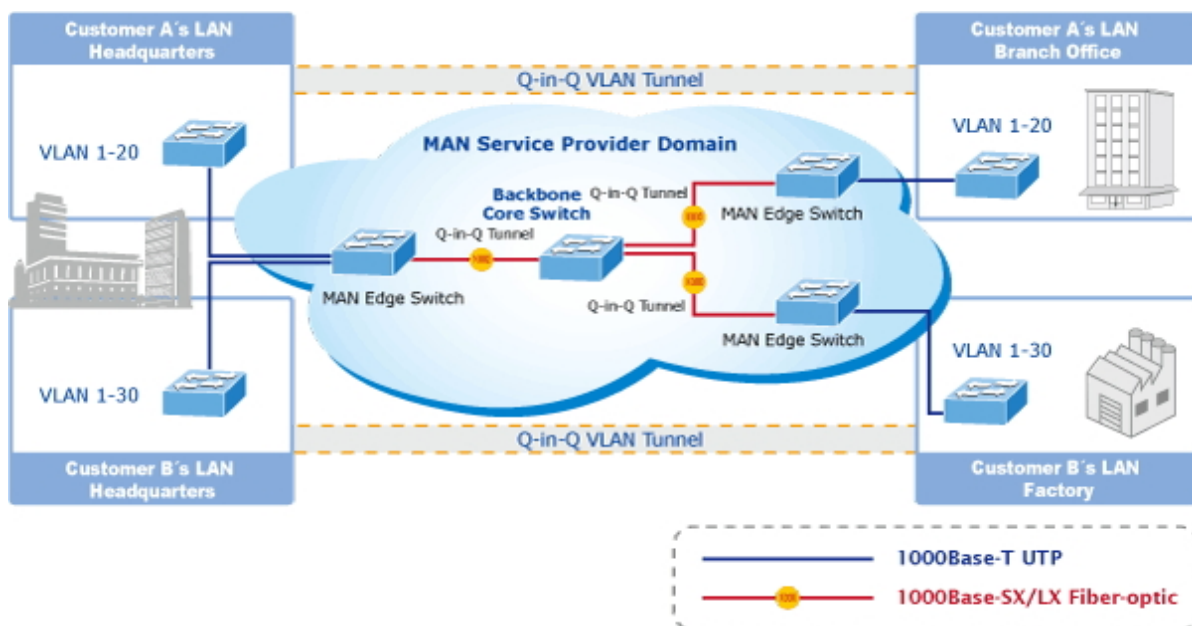 Customer A´s LAN
Headquarters
Customer A´s LAN
Branch Office
Q-in-Q VLAN Tunnel
VLAN 1-20
MAN Service Provider Domain
VLAN 1-20
Backbone
Core Switch
Q-in-Q Tunnel
MAN Edge Switch
Q-in-Q Tunnel
MAN Edge Switch
Q-in-Q Tunnel
MAN Edge Switch
VLAN 1-30
VLAN 1-30
Q-in-Q VLAN Tunnel
Customer B´s LAN
Headquarters
Customer B´s LAN
Factory
1000Base-T UTP
1000Base-SX/LX Fiber-optic